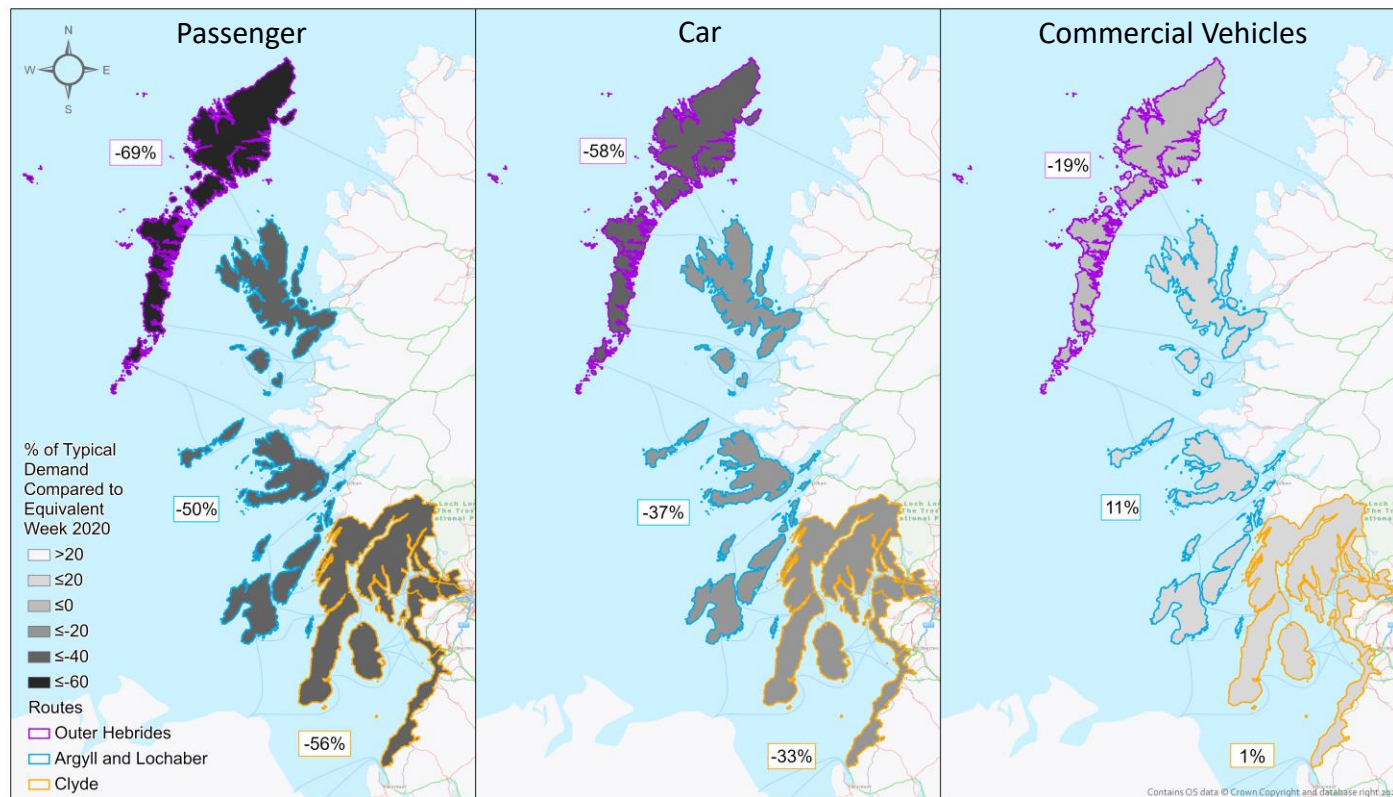 Passenger
Car
Commercial Vehicles
N
W
E
S
-69%
-58%
-19%
% of Typical
Demand
Compared to
Equivalent
Week 2020
>20
≤20
≤0
≤-20
≤-40
≤-60
Routes
Outer Hebrides
Argyll and Lochaber
Clyde
-50%
-37%
11%
-56%
-33%
1%
Contains OS data © Crown Copyright and database right